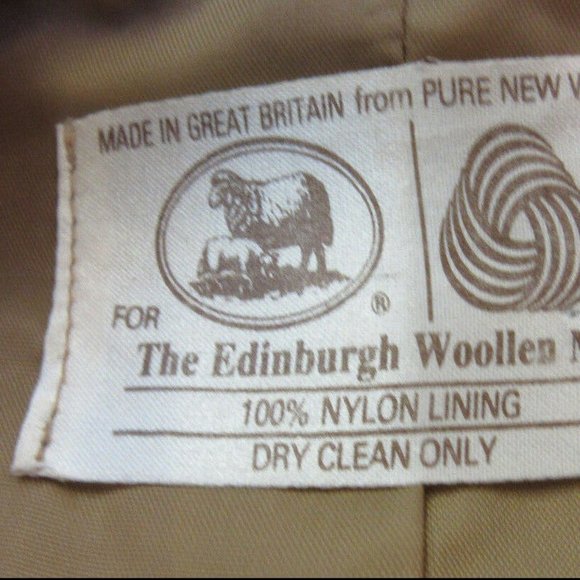 MADE IN GREAT BRITAIN from PURE NEW
FOR
®
The Edinburgh Woollen
100% NYLON LINING
DRY CLEAN ONLY